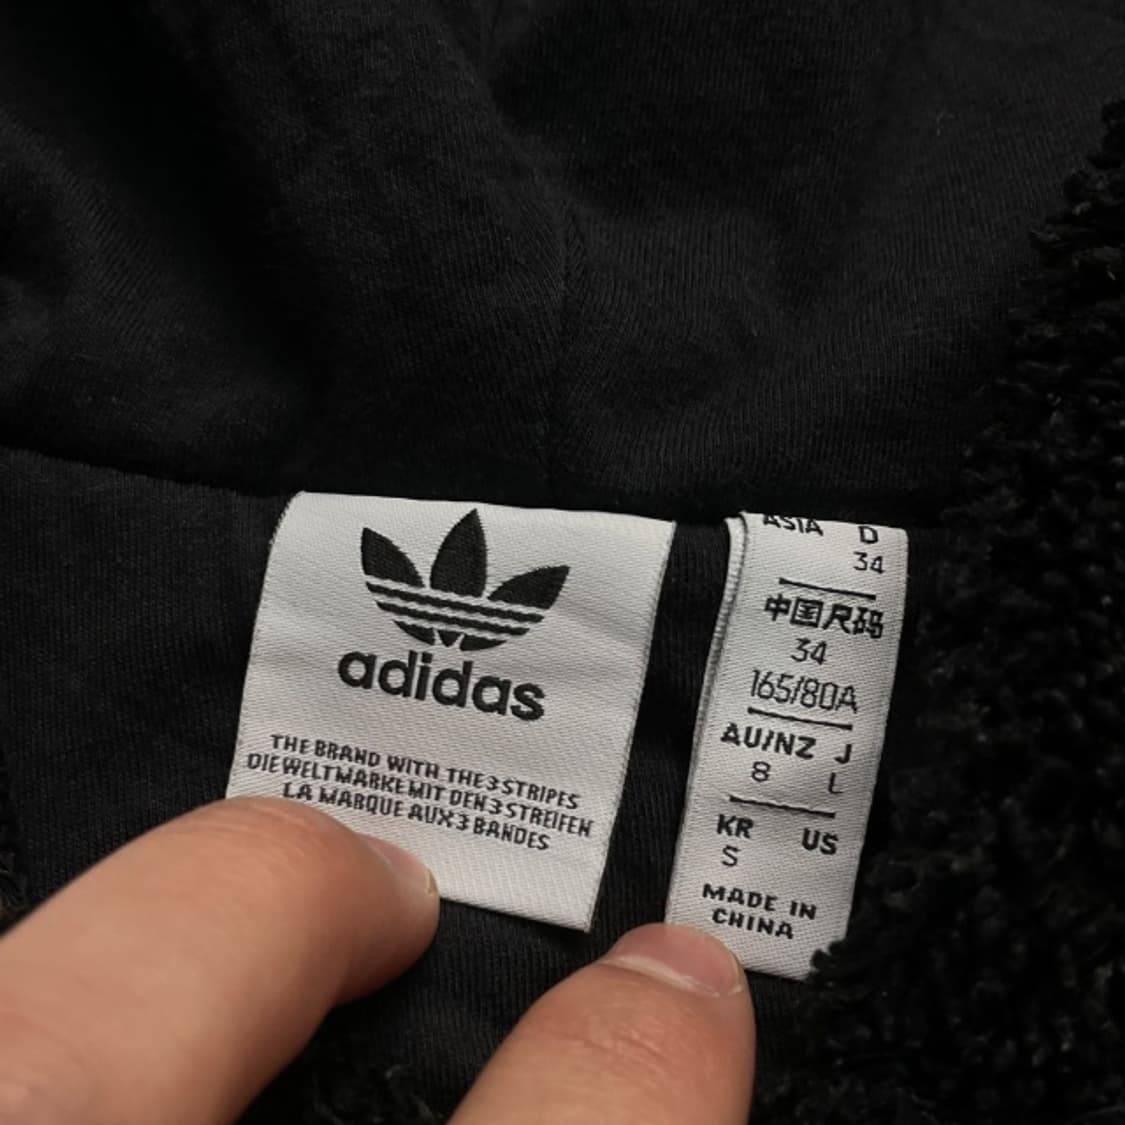 adidas
THE BRAND WITH THE 3 STRIPES
DIE WELTMARKE MIT DEN 3 STREIFEN
LA MARQUE AUX 3 BANDES
ASIA D
34
中国尺码
34
165/80A
AU/NZ J
8 L
KR US
S
MADE IN
CHINA